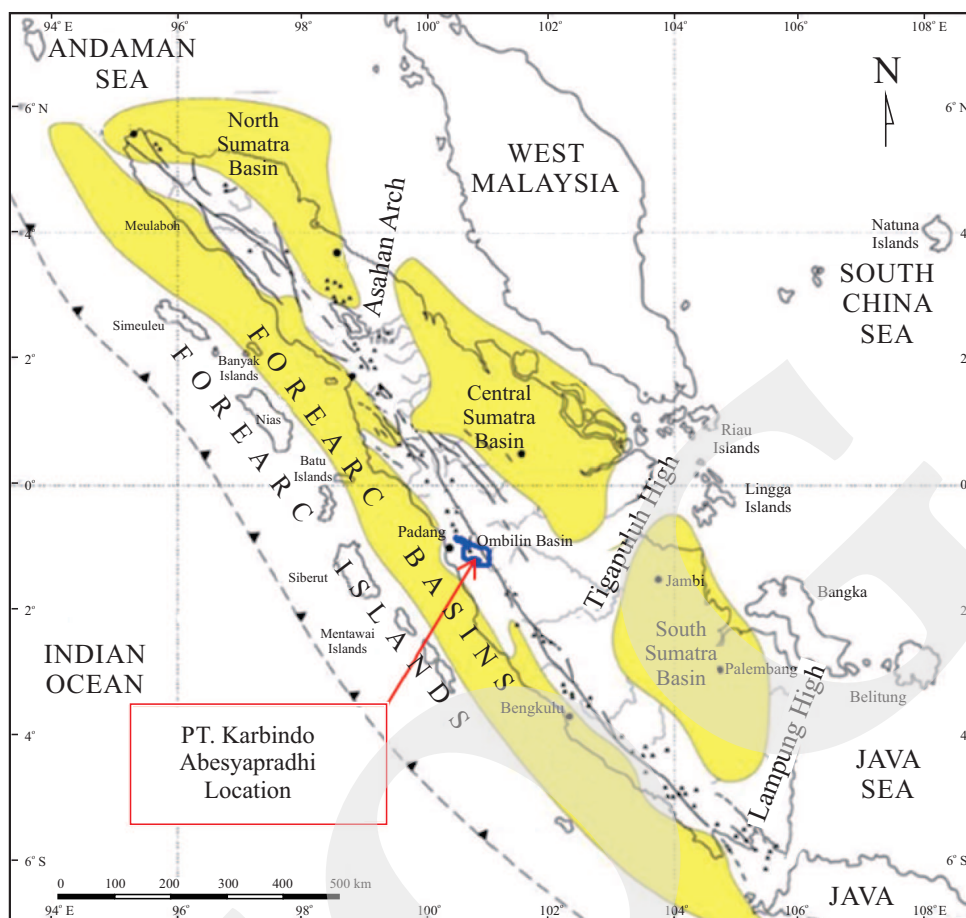 94° E
96°
98°
100°
102°
104°
106°
108° E
ANDAMAN
SEA
N
6° N
6° N
North
Sumatra
Basin
WEST
MALAYSIA
Meulaboh
Asahan Arch
Natuna
Islands
4°
4°
SOUTH
CHINA
SEA
Simeuleu
Banyak
Islands
2°
2°
FOREARC BASINS
FOREARC ISLANDS
Nias
Central
Sumatra
Basin
Riau
Islands
Batu
Islands
0°
0°
Lingga
Islands
Tigapuluh High
Padang
Ombilin Basin
Siberut
Jambi
Bangka
2°
2°
Mentawai
Islands
South
Sumatra
Basin
Palembang
INDIAN
OCEAN
Belitung
Bengkulu
Lampung High
PT. Karbindo
Abesyapradhi
Location
4°
4°
JAVA
SEA
6° S
6° S
0 100 200 300 400 500 km
JAVA
94° E
96°
98°
100°
102°
104°
106°
108° E